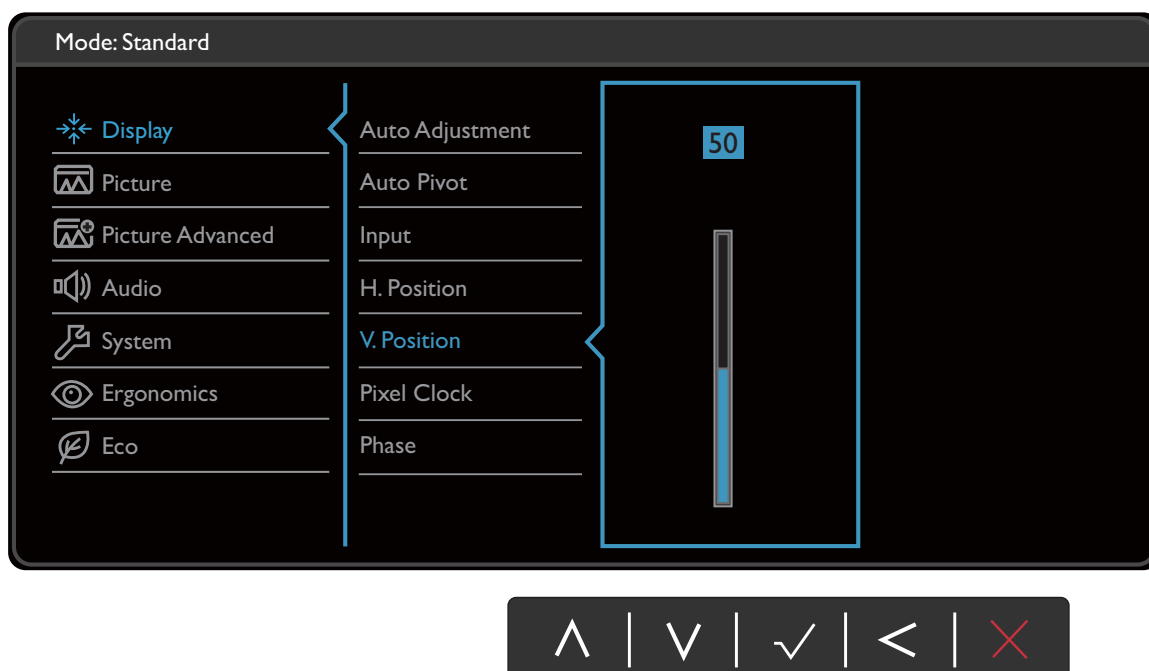 Mode: Standard
Display
Picture
Picture Advanced
Audio
System
Ergonomics
Eco
Auto Adjustment
Auto Pivot
Input
H. Position
V. Position
Pixel Clock
Phase
50